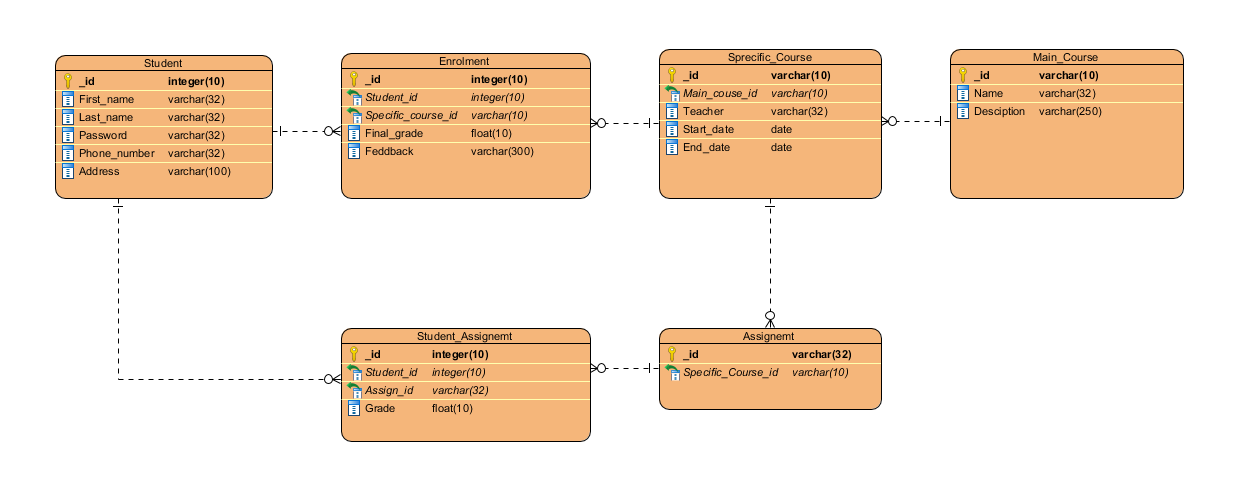 Student
_id integer(10)
First_name varchar(32)
Last_name varchar(32)
Password varchar(32)
Phone_number varchar(32)
Address varchar(100)
Enrolment
_id integer(10)
Student_id integer(10)
Specific_course_id varchar(10)
Final_grade float(10)
Feddback varchar(300)
Sprecific_Course
_id varchar(10)
Main_couse_id varchar(10)
Teacher varchar(32)
Start_date date
End_date date
Main_Course
_id varchar(10)
Name varchar(32)
Desciption varchar(250)
Student_Assignemt
_id integer(10)
Student_id integer(10)
Assign_id varchar(32)
Grade float(10)
Assignemt
_id varchar(32)
Specific_Course_id varchar(10)